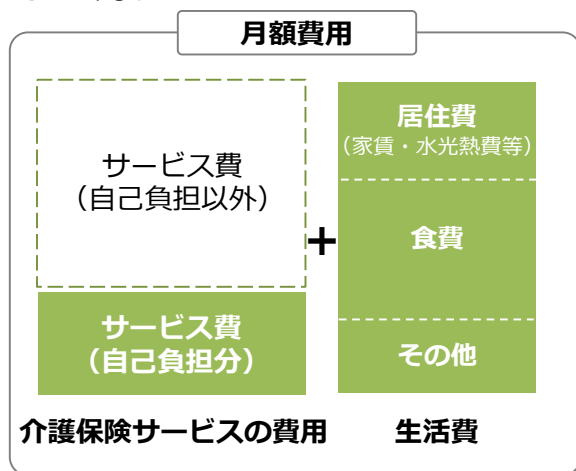 月額費用
サービス費
（自己負担以外）
サービス費
（自己負担分）
介護保険サービスの費用
+
居住費
（家賃・水光熱費等）
食費
その他
生活費